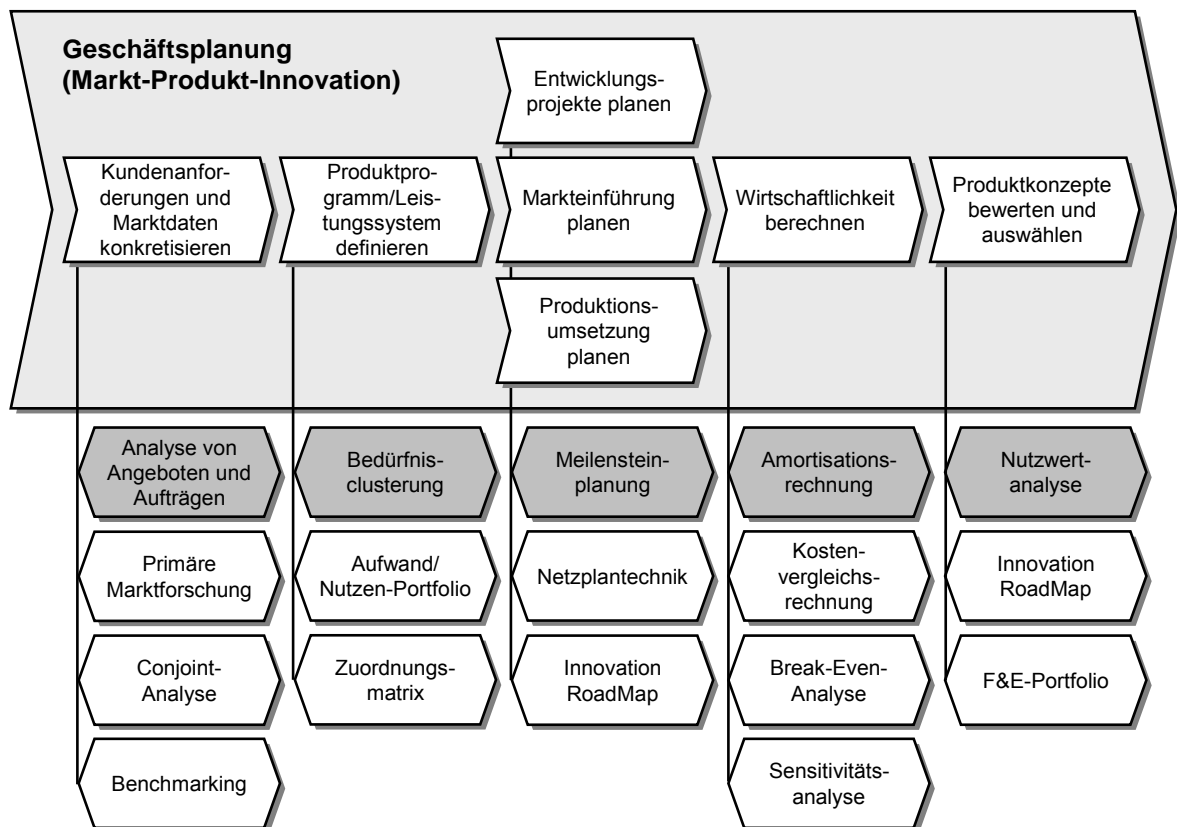 Geschäftsplanung
(Markt-Produkt-Innovation)
Entwicklungs-
projekte planen
Kundenanfor-
derungen und
Marktdaten
konkretisieren
Produktpro-
gramm/Leis-
tungssystem
definieren
Markteinführung
planen
Wirtschaftlichkeit
berechnen
Produktkonzepte
bewerten und
auswählen
Produktions-
umsetzung
planen
Analyse von
Angeboten und
Aufträgen
Bedürfnis-
clusterung
Meilenstein-
planung
Amortisations-
rechnung
Nutzwert-
analyse
Primäre
Marktforschung
Aufwand/
Nutzen-Portfolio
Netzplantechnik
Kosten-
vergleichs-
rechnung
Innovation
RoadMap
Conjoint-
Analyse
Zuordnungs-
matrix
Innovation
RoadMap
Break-Even-
Analyse
F&E-Portfolio
Benchmarking
Sensitivitäts-
analyse